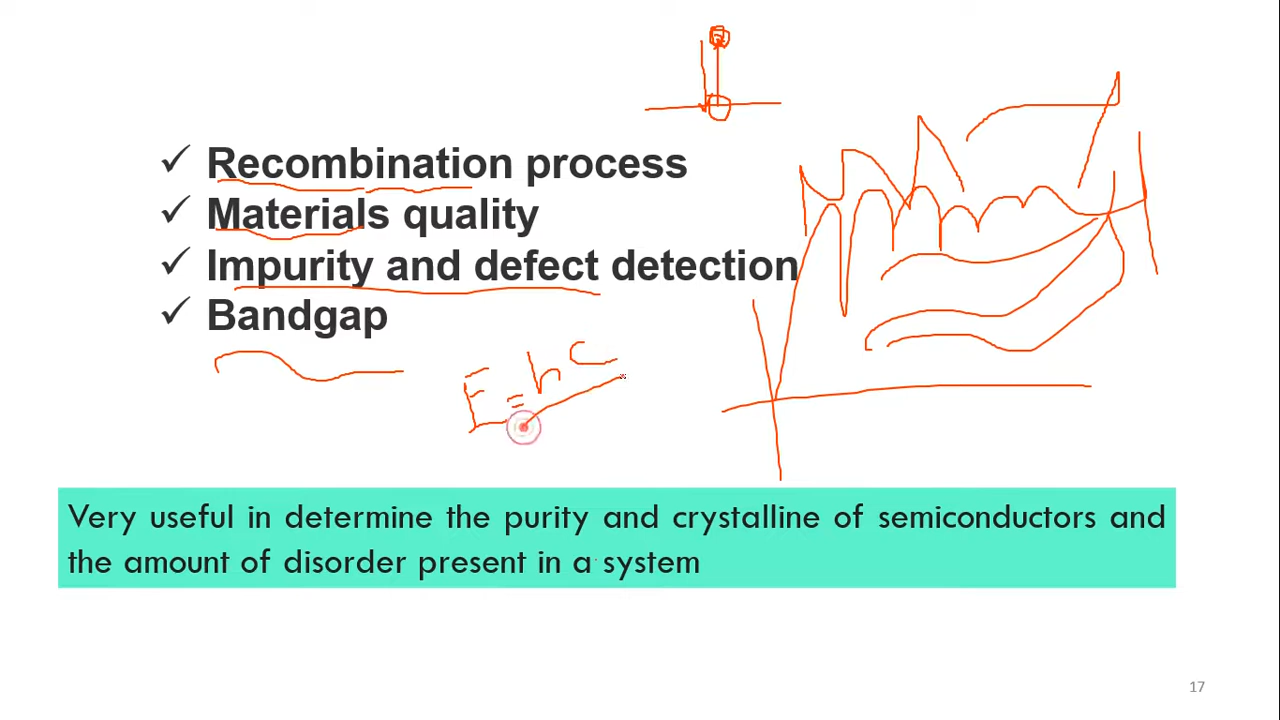 ✓ Recombination process
✓ Materials quality
✓ Impurity and defect detection
✓ Bandgap
E = hc
Very useful in determine the purity and crystalline of semiconductors and
the amount of disorder present in a system
17